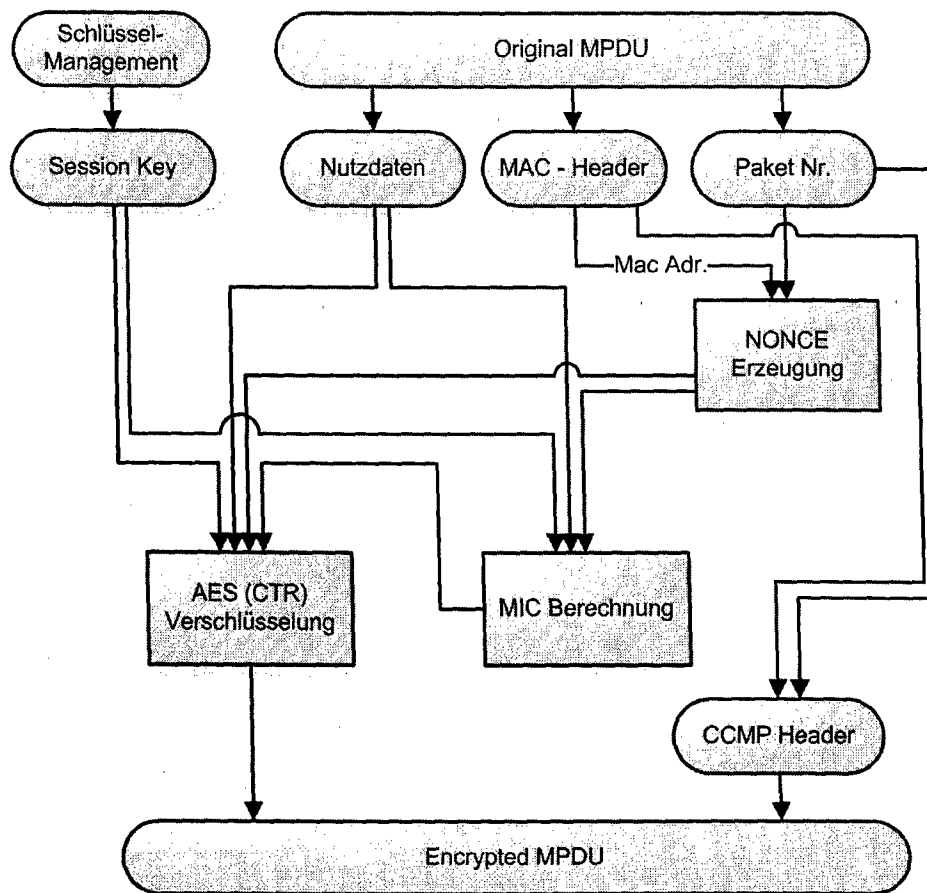 Schlüssel-
Management
Original MPDU
Session Key
Nutzdaten
MAC - Header
Paket Nr.
Mac Adr.
NONCE
Erzeugung
AES (CTR)
Verschlüsselung
MIC Berechnung
CCMP Header
Encrypted MPDU